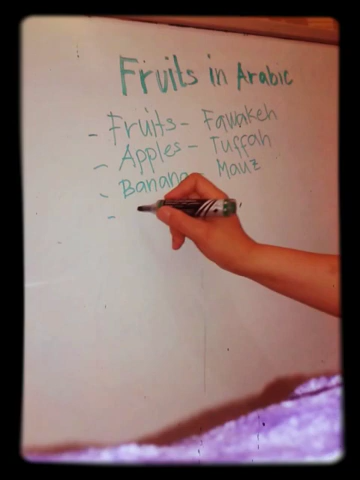 Fruits in Arabic
- Fruits - Fawakeh
- Apples - Tuffah
- Banana Mauz
-